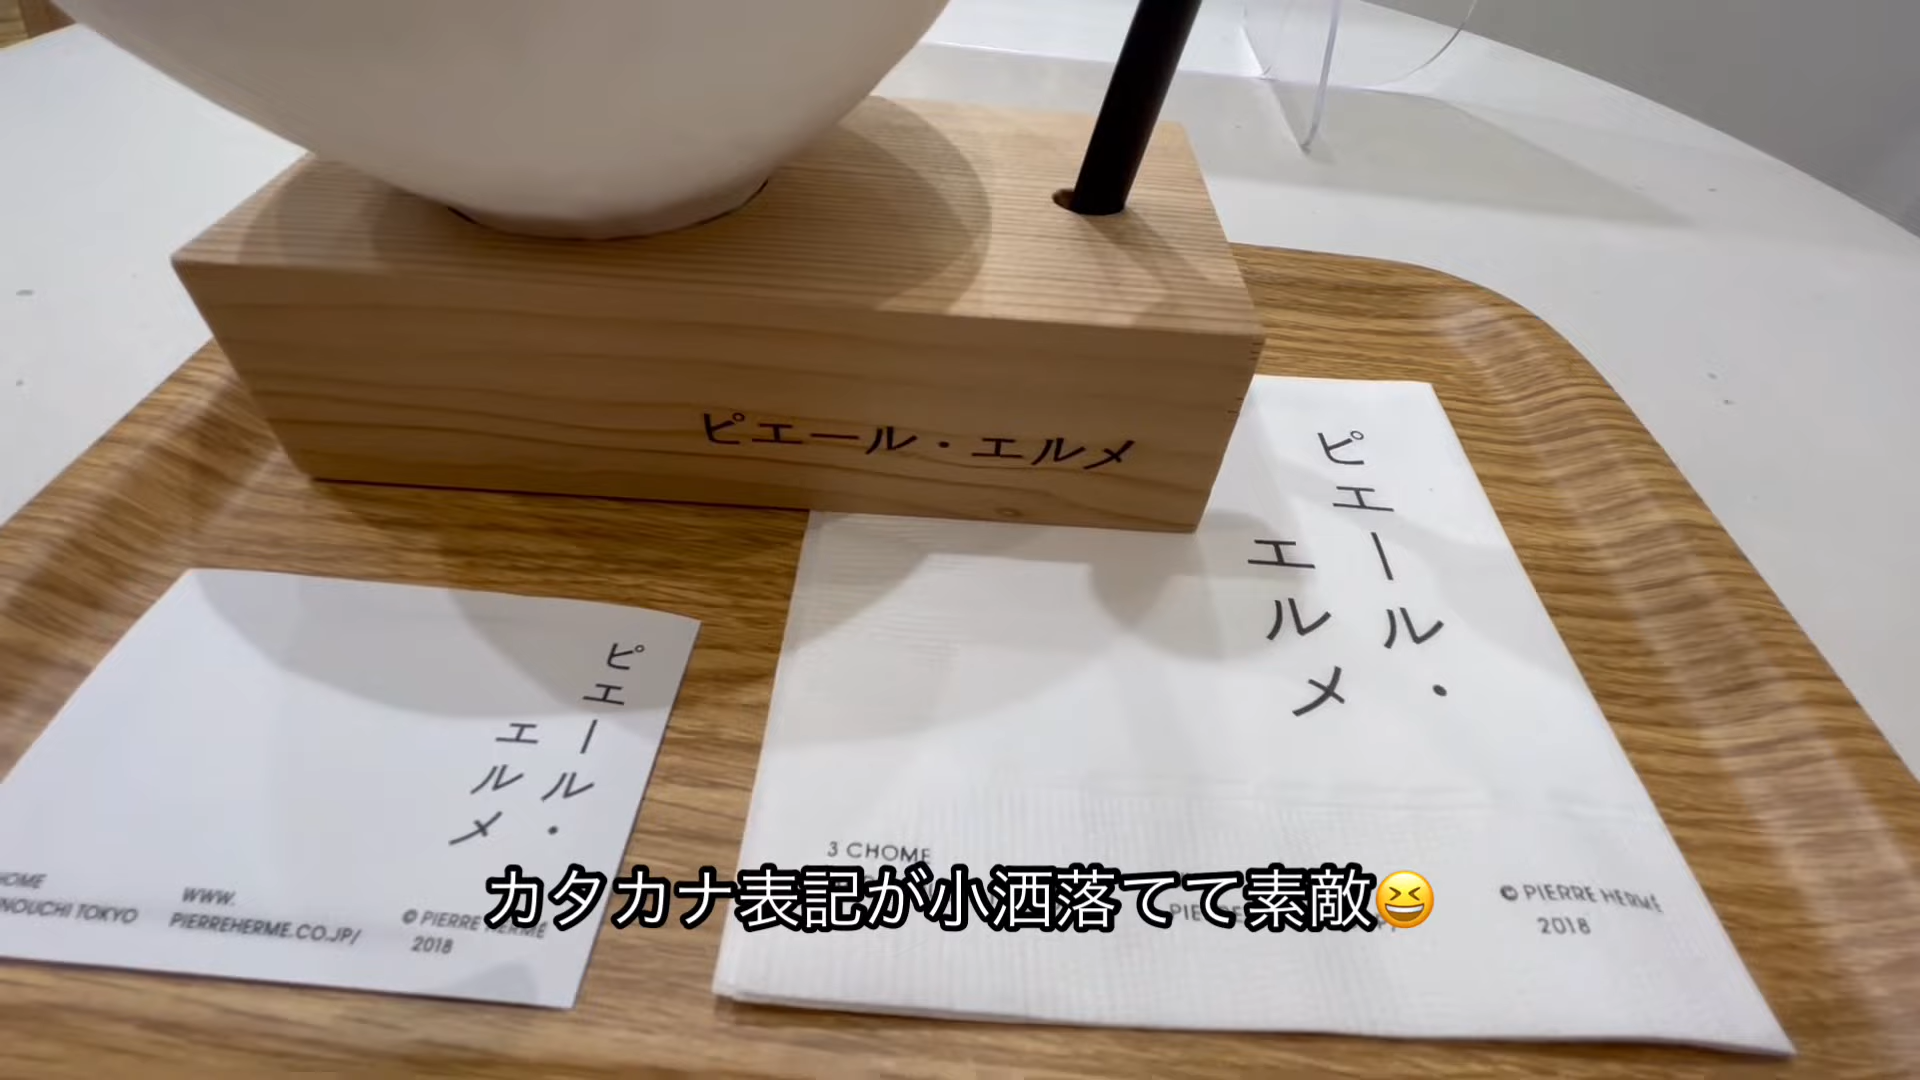 ピエール・エルメ
ピエール・
エルメ
3 CHOME
© PIERRE HERMÉ
2018
ピエール・
エルメ
TOKYO
WWW.
PIERREHERME.CO.JP/
© PIERRE HERMÉ
2018
カタカナ表記が小洒落てて素敵😆